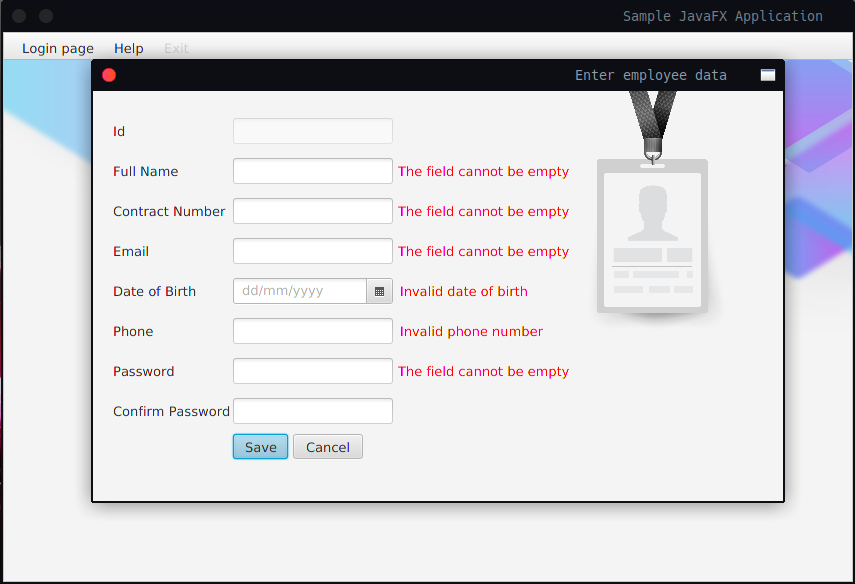 Sample JavaFX Application
Login page Help Exit
Enter employee data
Id
Full Name The field cannot be empty
Contract Number The field cannot be empty
Email The field cannot be empty
Date of Birth dd/mm/yyyy Invalid date of birth
Phone Invalid phone number
Password The field cannot be empty
Confirm Password
Save Cancel